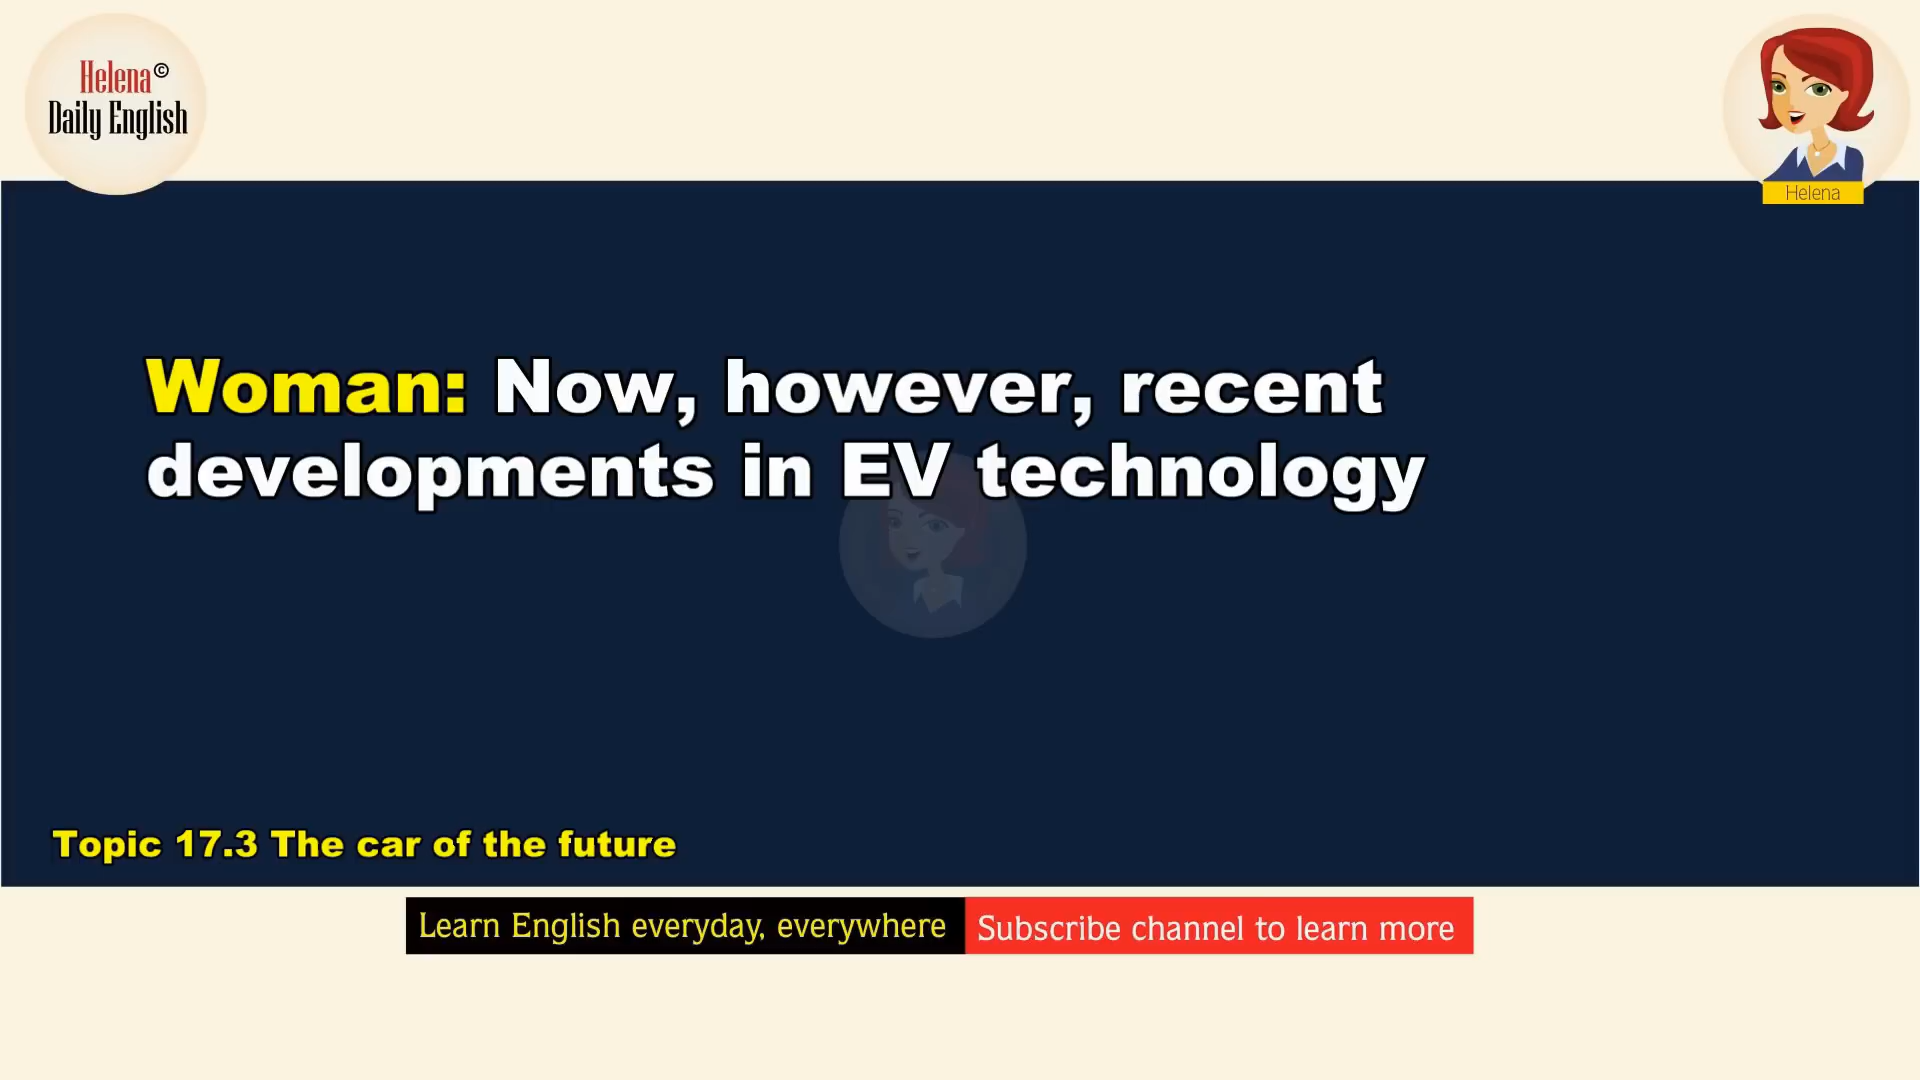 Helena©
Daily English
Helena
Woman: Now, however, recent
developments in EV technology
Topic 17.3 The car of the future
Learn English everyday, everywhere
Subscribe channel to learn more